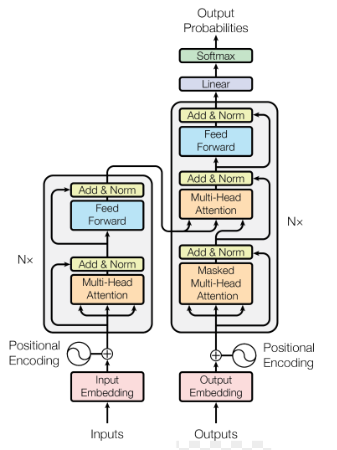 Output
Probabilities
Softmax
Linear
Add & Norm
Feed
Forward
Add & Norm
Multi-Head
Attention
Add & Norm
Masked
Multi-Head
Attention
N×
Positional
Encoding
Output
Embedding
Outputs
Add & Norm
Feed
Forward
Add & Norm
Multi-Head
Attention
N×
Positional
Encoding
Input
Embedding
Inputs